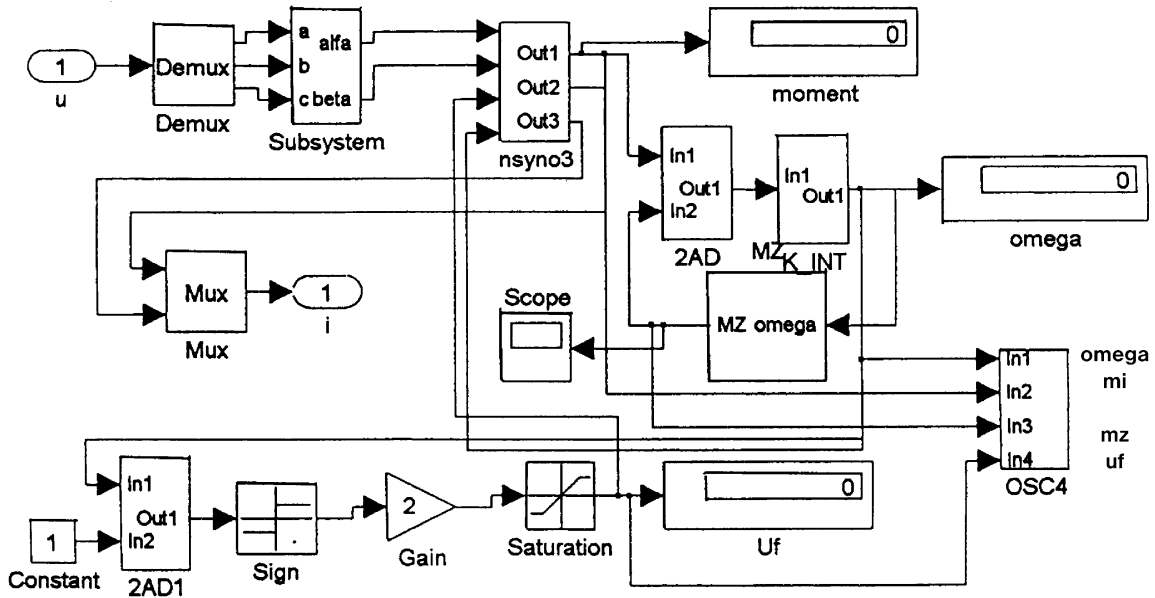 1
u
Demux
Demux
a
b
c
alfa
beta
Subsystem
Out1
Out2
Out3
nsyno3
0
moment
In1
Out1
In2
2AD
In1
Out1
MZ
K_INT
0
omega
Mux
Mux
1
i
Scope
MZ omega
In1
In2
In3
In4
OSC4
omega
mi
mz
uf
1
Constant
In1
Out1
In2
2AD1
Sign
2
Gain
Saturation
0
Uf